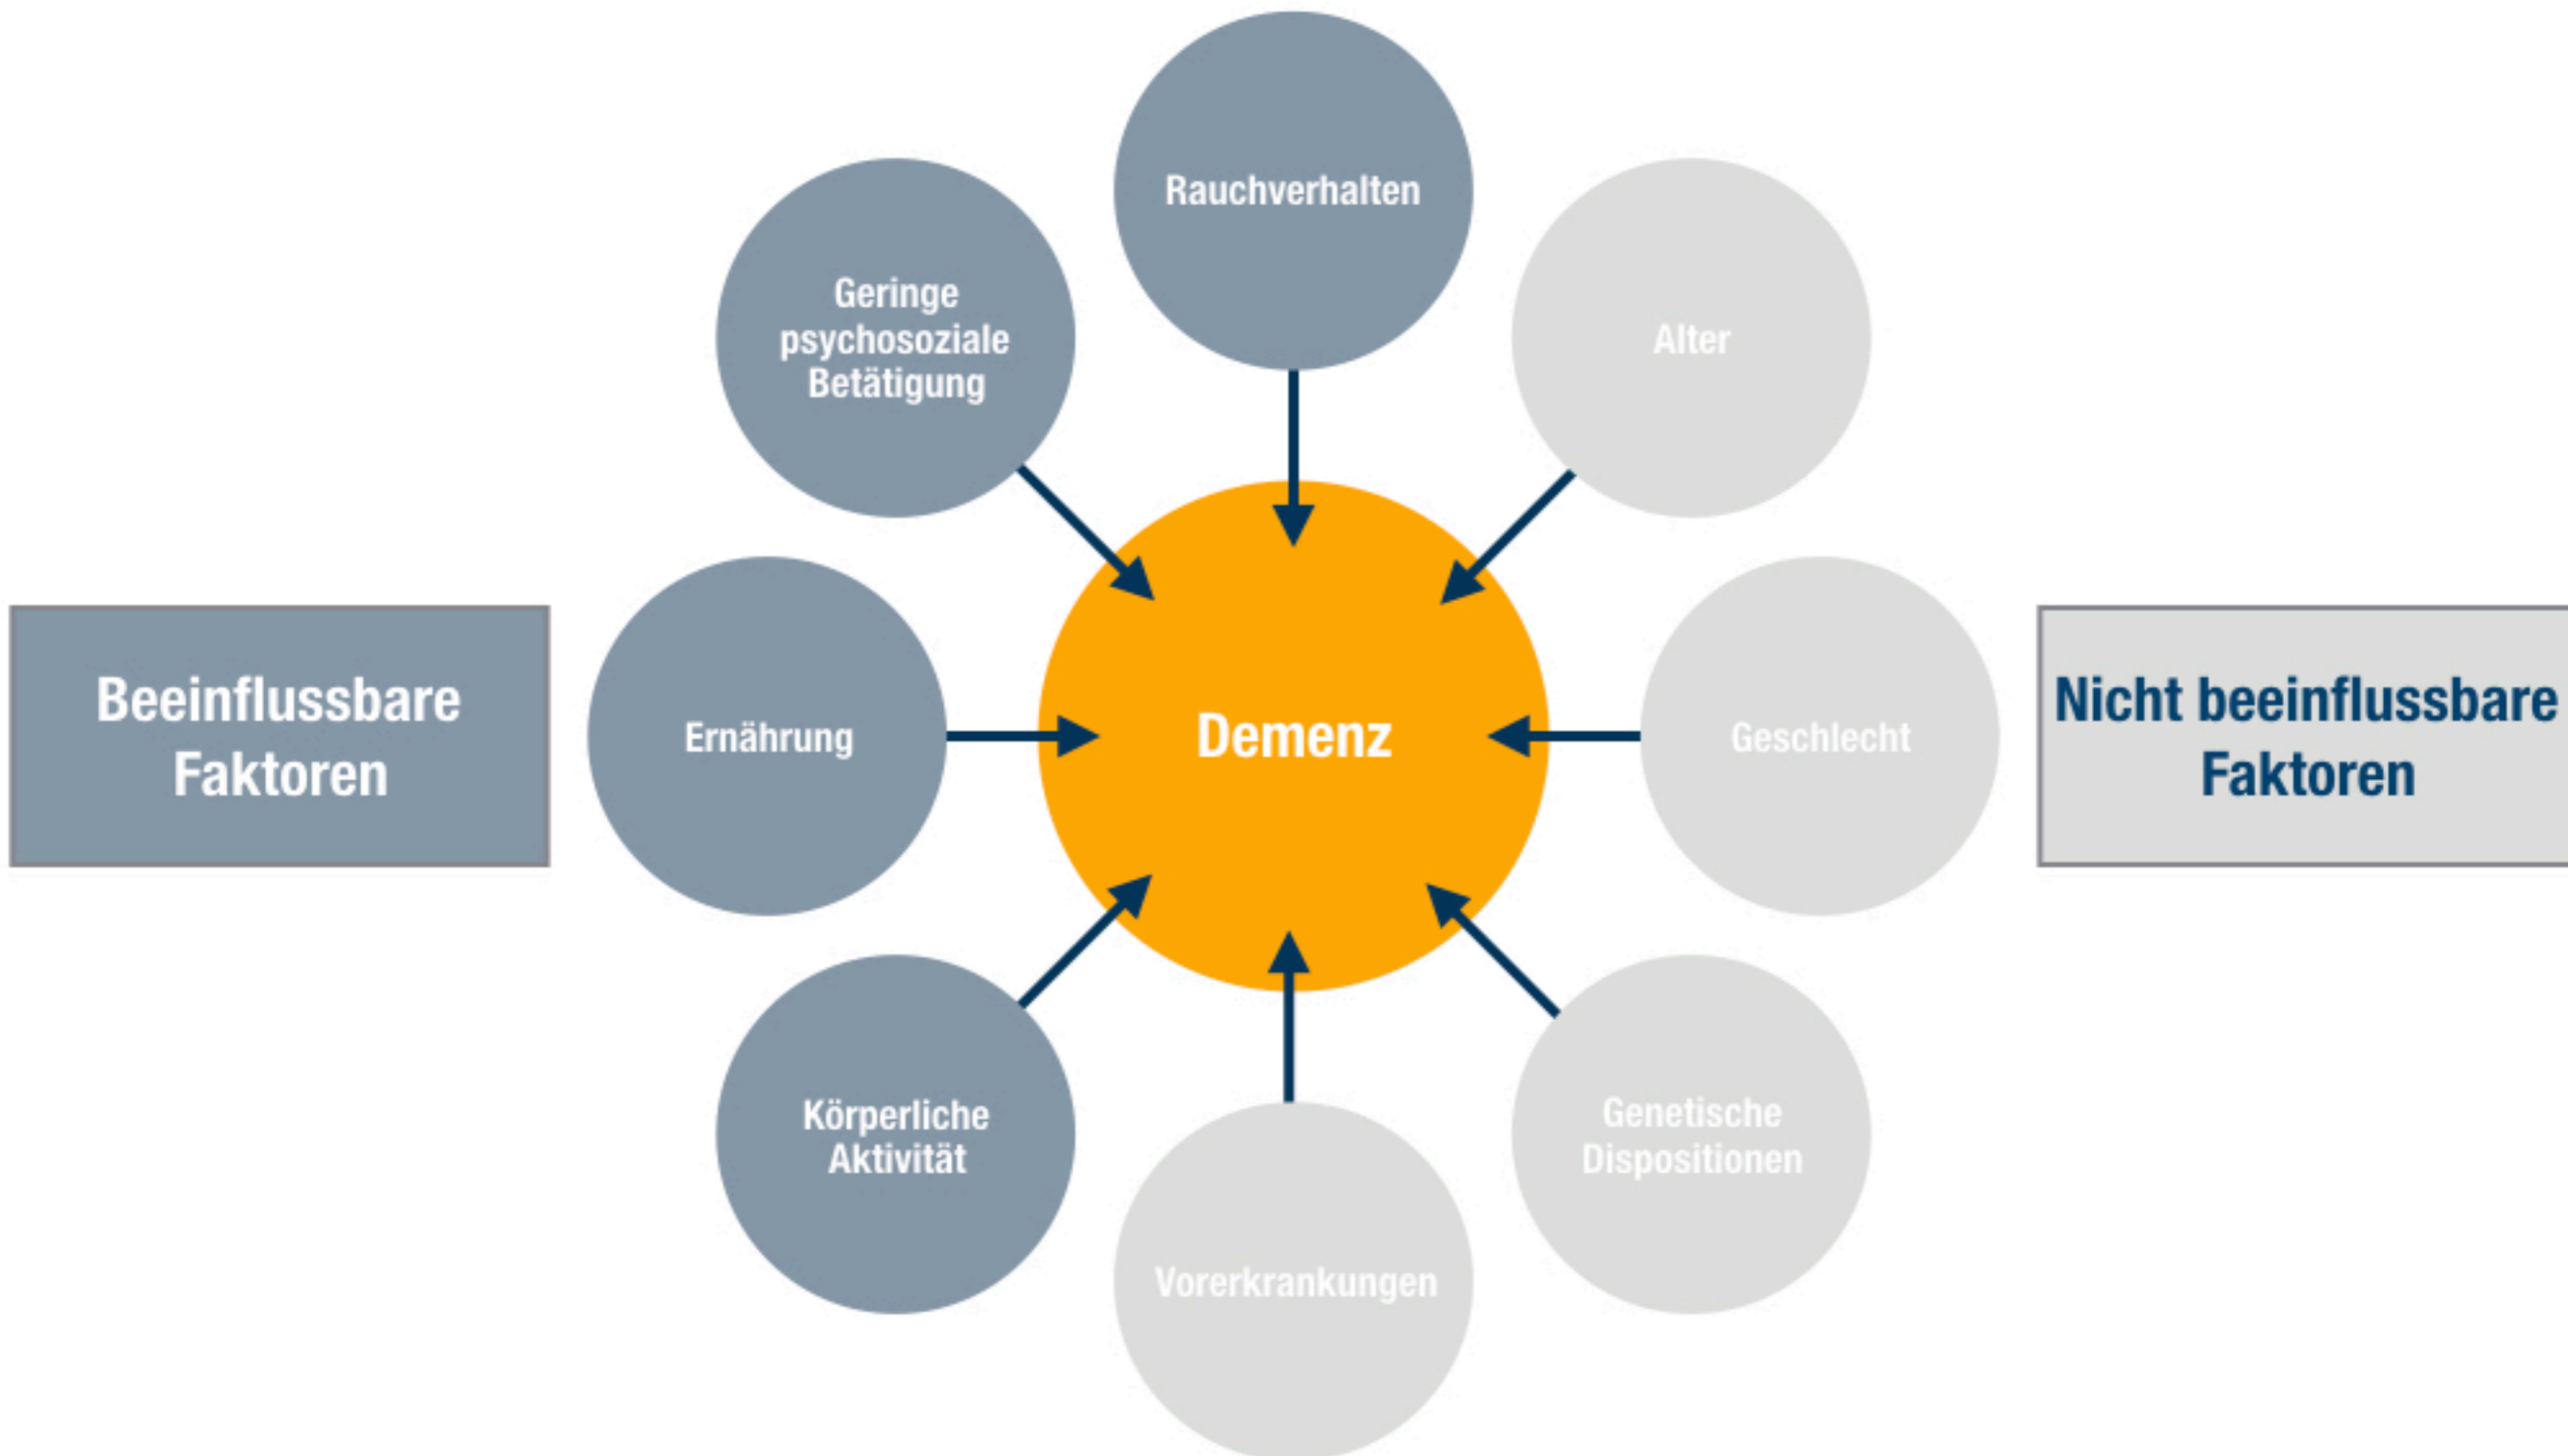 Rauchverhalten
Geringe
psychosoziale
Betätigung
Alter
Beeinflussbare
Faktoren
Ernährung
Demenz
Geschlecht
Nicht beeinflussbare
Faktoren
Körperliche
Aktivität
Genetische
Dispositionen
Vorerkrankungen